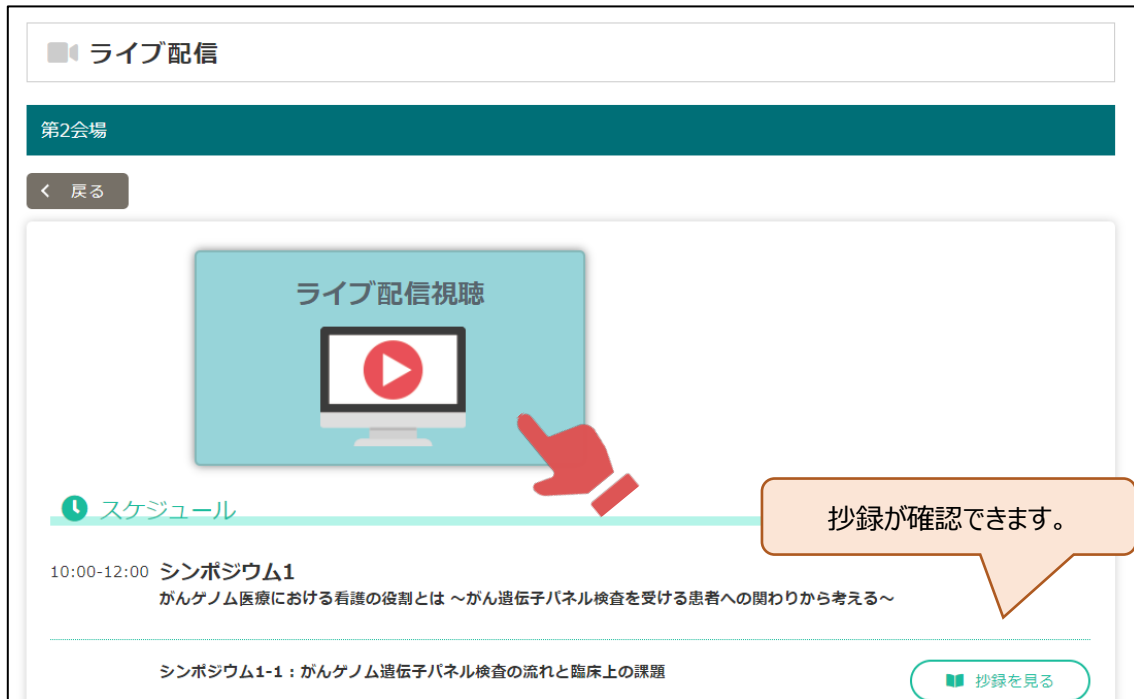 ライブ配信
第2会場
戻る
ライブ配信視聴
スケジュール
抄録が確認できます。
10:00-12:00 シンポジウム1
がんゲノム医療における看護の役割とは ～がん遺伝子パネル検査を受ける患者への関わりから考える～
シンポジウム1-1：がんゲノム遺伝子パネル検査の流れと臨床上の課題
抄録を見る